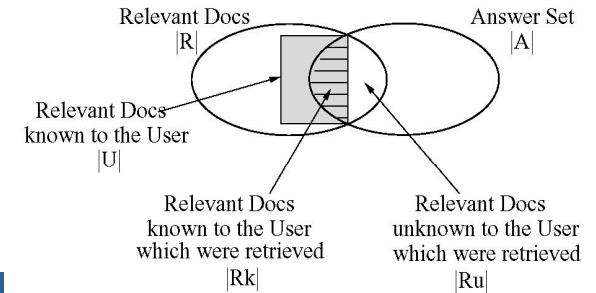 Relevant Docs
|R|
Answer Set
|A|
Relevant Docs
known to the User
|U|
Relevant Docs
known to the User
which were retrieved
|Rk|
Relevant Docs
unknown to the User
which were retrieved
|Ru|